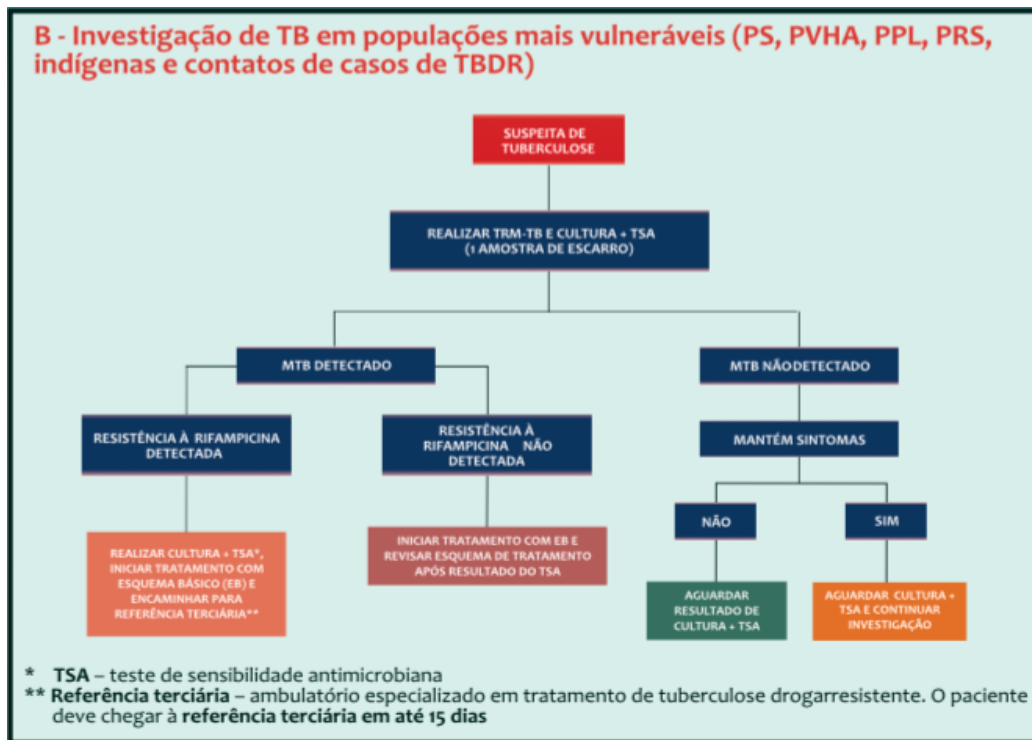 B - Investigação de TB em populações mais vulneráveis (PS, PVHA, PPL, PRS,
indígenas e contatos de casos de TBDR)
SUSPEITA DE
TUBERCULOSE
REALIZAR TRM-TB E CULTURA + TSA
(1 AMOSTRA DE ESCARRO)
MTB DETECTADO
MTB NÃODETECTADO
RESISTÊNCIA À RIFAMPICINA
DETECTADA
RESISTÊNCIA À
RIFAMPICINA NÃO
DETECTADA
MANTÉM SINTOMAS
NÃO
SIM
REALIZAR CULTURA + TSA*,
INICIAR TRATAMENTO COM
ESQUEMA BÁSICO (EB) E
ENCAMINHAR PARA
REFERÊNCIA TERCIÁRIA**
INICIAR TRATAMENTO COM EB E
REVISAR ESQUEMA DE TRATAMENTO
APÓS RESULTADO DO TSA
AGUARDAR
RESULTADO DE
CULTURA + TSA
AGUARDAR CULTURA +
TSA E CONTINUAR
INVESTIGAÇÃO
* TSA – teste de sensibilidade antimicrobiana
** Referência terciária – ambulatório especializado em tratamento de tuberculose drogarresistente. O paciente
deve chegar à referência terciária em até 15 dias